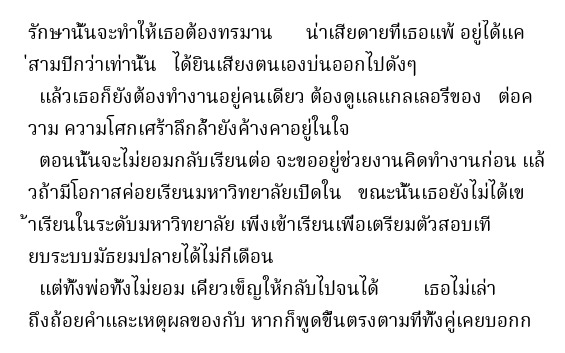 รักษานั้นจะทำให้เธอต้องทรมาน น่าเสียดายที่เธอแพ้ อยู่ได้แค
่สามปีกว่าเท่านั้น ได้ยินเสียงตนเองบ่นออกไปดังๆ
แล้วเธอก็ยังต้องทำงานอยู่คนเดียว ต้องดูแลแกลเลอรีของ ต่อค
วาม ความโศกเศร้าลึกล้ำยังค้างคาอยู่ในใจ
ตอนนั้นจะไม่ยอมกลับเรียนต่อ จะขออยู่ช่วยงานคิดทำงานก่อน แล้
วถ้ามีโอกาสค่อยเรียนมหาวิทยาลัยเปิดใน ขณะนั้นเธอยังไม่ได้เข
้าเรียนในระดับมหาวิทยาลัย เพิ่งเข้าเรียนเพื่อเตรียมตัวสอบเที
ยบระบบมัธยมปลายได้ไม่กี่เดือน
แต่ทั้งพ่อทั้งไม่ยอม เคี่ยวเข็ญให้กลับไปจนได้ เธอไม่เล่า
ถึงถ้อยคำและเหตุผลของกับ หากก็พูดขึ้นตรงตามที่ทั้งคู่เคยบอกก